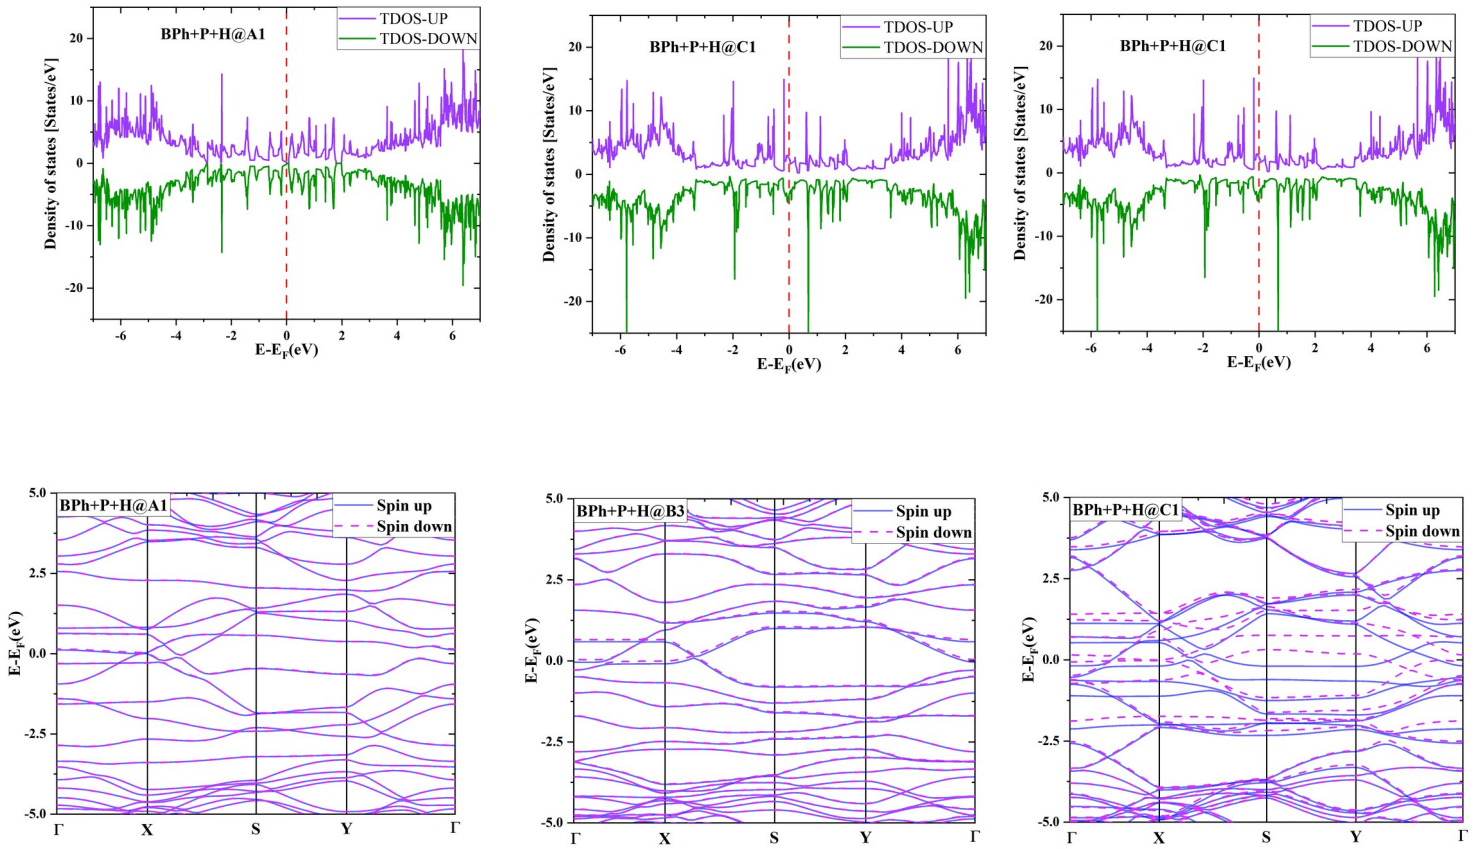 BPh+P+H@A1
TDOS-UP
TDOS-DOWN
Density of states [States/eV]
20
10
0
-10
-20
-6
-4
-2
0
2
4
6
E-EF(eV)
BPh+P+H@C1
TDOS-UP
TDOS-DOWN
Density of states [States/eV]
20
10
0
-10
-20
-6
-4
-2
0
2
4
6
E-EF(eV)
BPh+P+H@C1
TDOS-UP
TDOS-DOWN
Density of states [States/eV]
20
10
0
-10
-20
-6
-4
-2
0
2
4
6
E-EF(eV)
BPh+P+H@A1
Spin up
Spin down
E-EF(eV)
5.0
2.5
0.0
-2.5
-5.0
Γ
X
S
Y
Γ
BPh+P+H@B3
Spin up
Spin down
E-EF(eV)
5.0
2.5
0.0
-2.5
-5.0
Γ
X
S
Y
Γ
BPh+P+H@C1
Spin up
Spin down
E-EF(eV)
5.0
2.5
0.0
-2.5
-5.0
Γ
X
S
Y
Γ